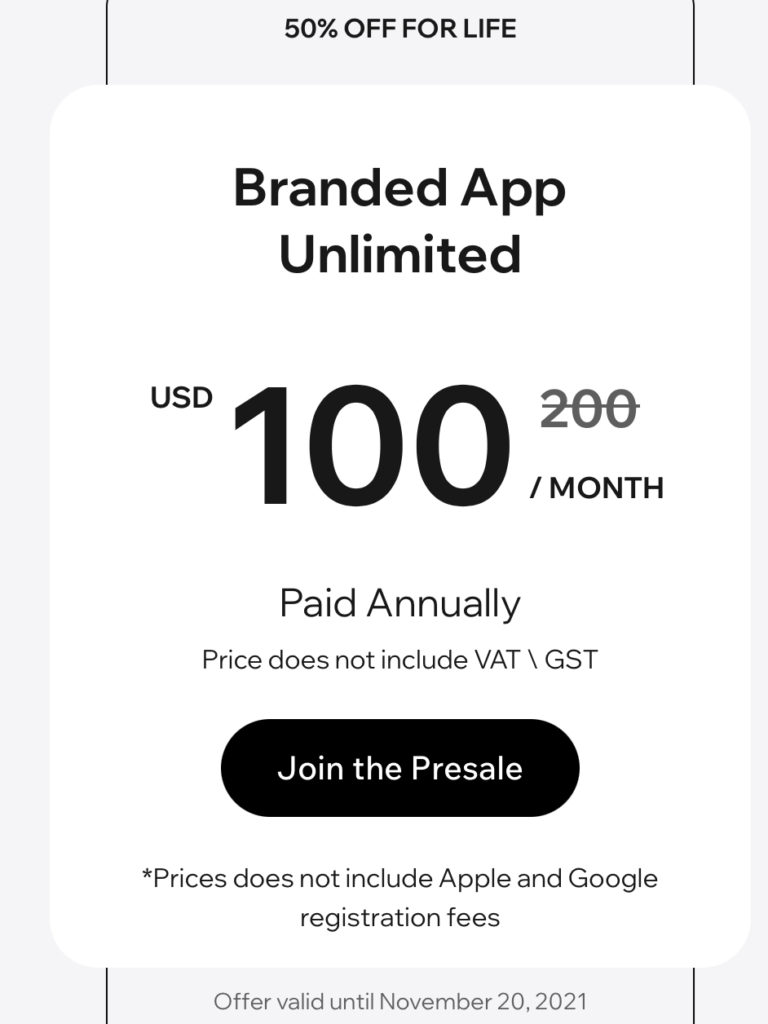 50% OFF FOR LIFE
Branded App
Unlimited
USD 100 200
/ MONTH
Paid Annually
Price does not include VAT \ GST
Join the Presale
*Prices does not include Apple and Google
registration fees
Offer valid until November 20, 2021